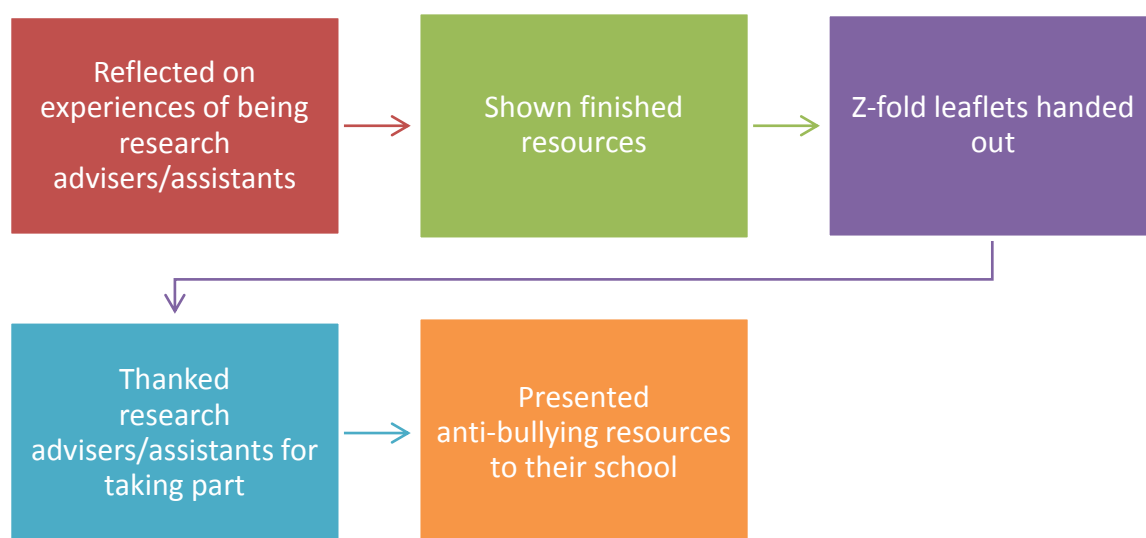 Reflected on
experiences of being
research
advisers/assistants
Shown finished
resources
Z-fold leaflets handed
out
Thanked
research
advisers/assistants for
taking part
Presented
anti-bullying resources
to their school